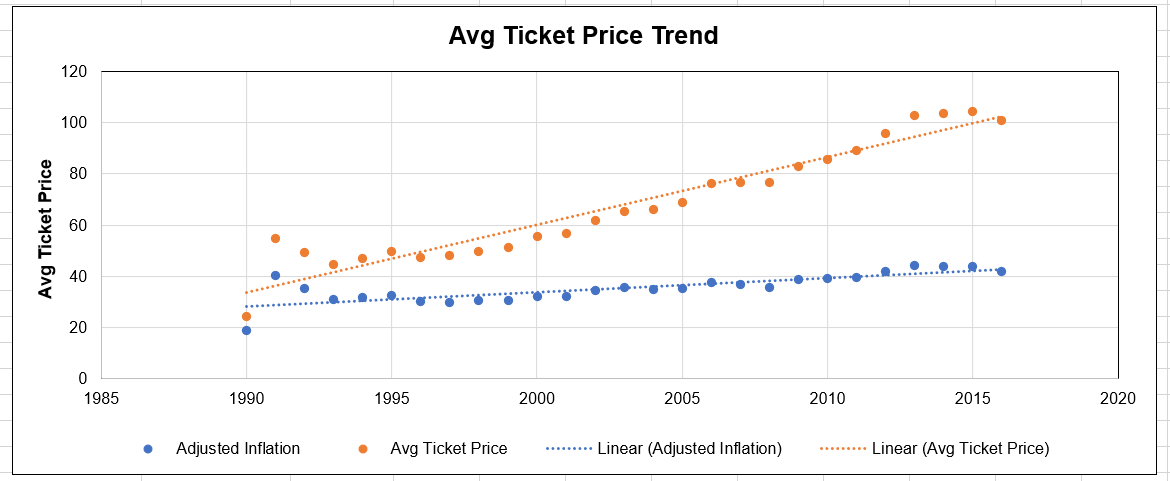 Avg Ticket Price Trend
120
100
80
60
40
20
0
Avg Ticket Price
1985 1990 1995 2000 2005 2010 2015 2020
Adjusted Inflation Avg Ticket Price Linear (Adjusted Inflation) Linear (Avg Ticket Price)